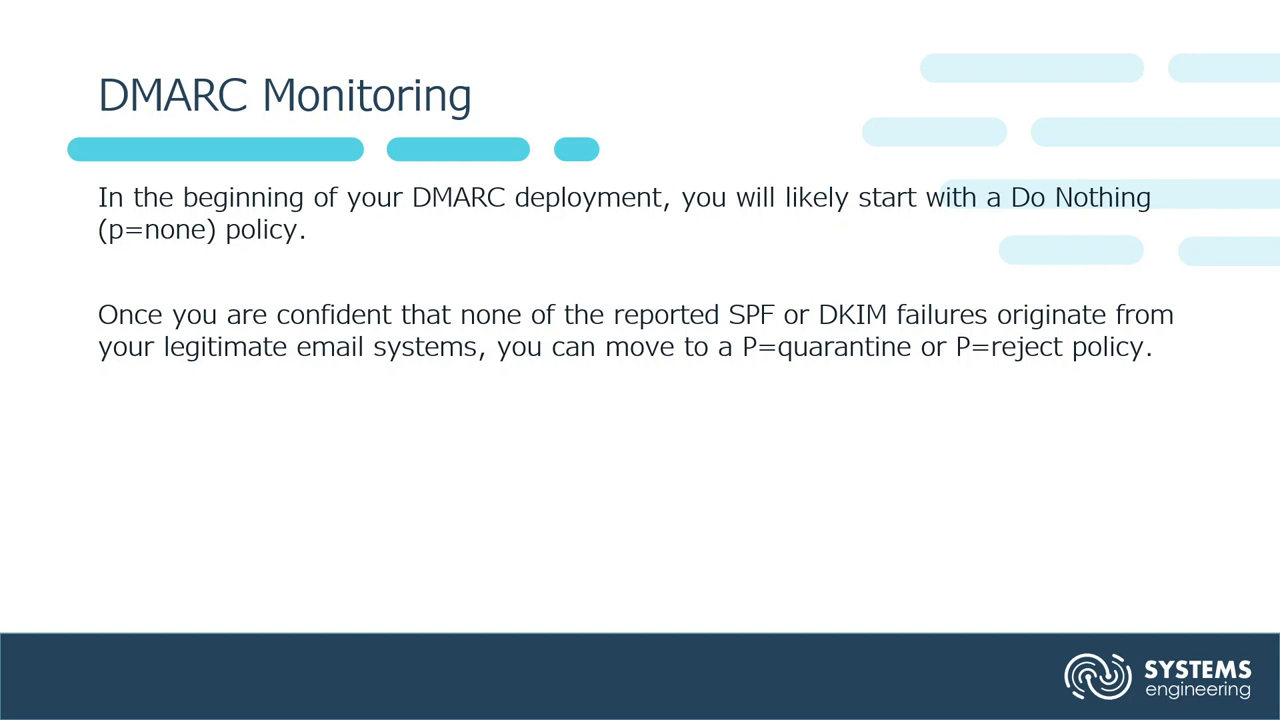 DMARC Monitoring
In the beginning of your DMARC deployment, you will likely start with a Do Nothing
(p=none) policy.
Once you are confident that none of the reported SPF or DKIM failures originate from
your legitimate email systems, you can move to a P=quarantine or P=reject policy.
SYSTEMS
engineering